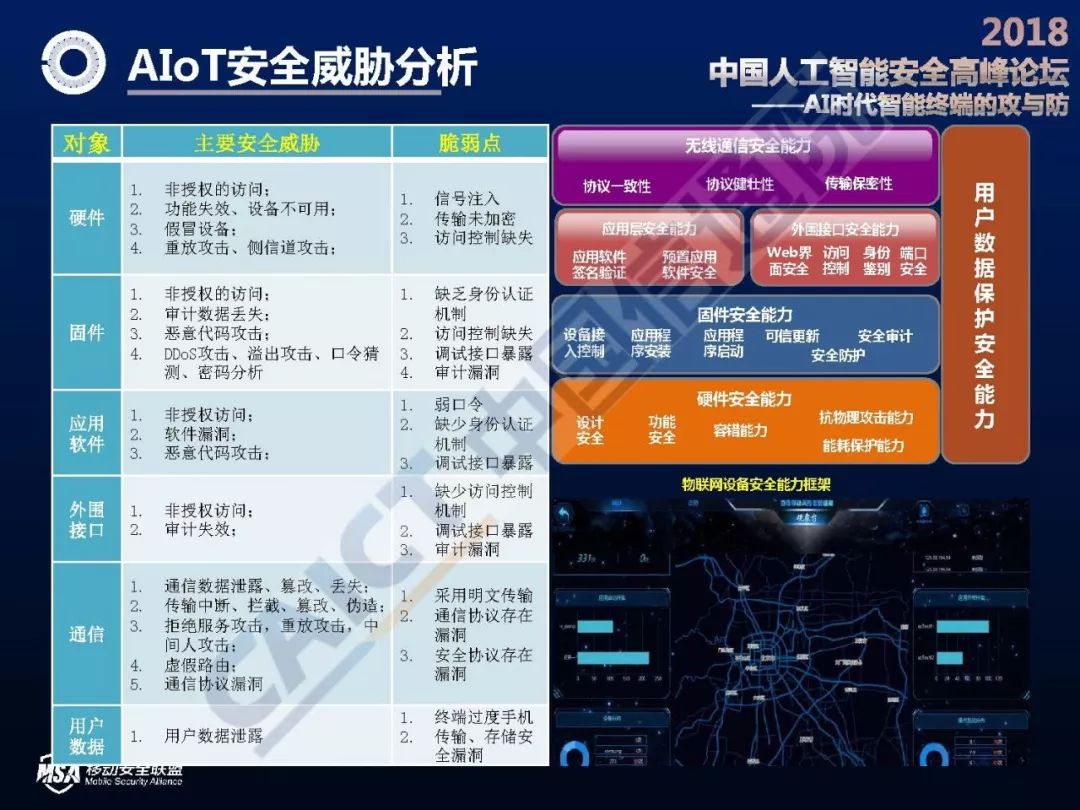 AIoT安全威胁分析
2018
中国人工智能安全高峰论坛
——AI时代智能终端的攻与防
对象 主要安全威胁 脆弱点
硬件
1. 非授权的访问;
2. 功能失效、设备不可用;
3. 假冒设备;
4. 重放攻击、侧信道攻击;
1. 信号注入
2. 传输未加密
3. 访问控制缺失
固件
1. 非授权的访问;
2. 审计数据丢失;
3. 恶意代码攻击;
4. DDoS攻击、溢出攻击、口令猜
测、密码分析
1. 缺乏身份认证
机制
2. 访问控制缺失
3. 调试接口暴露
4. 审计漏洞
应用
软件
1. 非授权访问;
2. 软件漏洞;
3. 恶意代码攻击;
1. 弱口令
2. 缺少身份认证
机制
3. 调试接口暴露
外围
接口
1. 非授权访问;
2. 审计失效;
1. 缺少访问控制
机制
2. 调试接口暴露
3. 审计漏洞
通信
1. 通信数据泄露、篡改、丢失;
2. 传输中断、拦截、篡改、伪造;
3. 拒绝服务攻击，重放攻击，中
间人攻击;
4. 虚假路由;
5. 通信协议漏洞
1. 采用明文传输
2. 通信协议存在
漏洞
3. 安全协议存在
漏洞
用户
数据
1. 用户数据泄露
1. 终端过度手机
2. 传输、存储安
全漏洞
无线通信安全能力
协议一致性 协议健壮性 传输保密性
应用层安全能力
应用软件
签名验证
预置应用
软件安全
外围接口安全能力
Web界
面安全
访问
控制
身份
鉴别
端口
安全
固件安全能力
设备接
入控制
应用程
序安装
应用程
序启动
可信更新
安全审计
安全防护
硬件安全能力
设计
安全
功能
安全
容错能力
抗物理攻击能力
能耗保护能力
用户数据保护安全能力
物联网设备安全能力框架
CAICT 中国信通院
MSA 移动安全联盟
Mobile Security Alliance